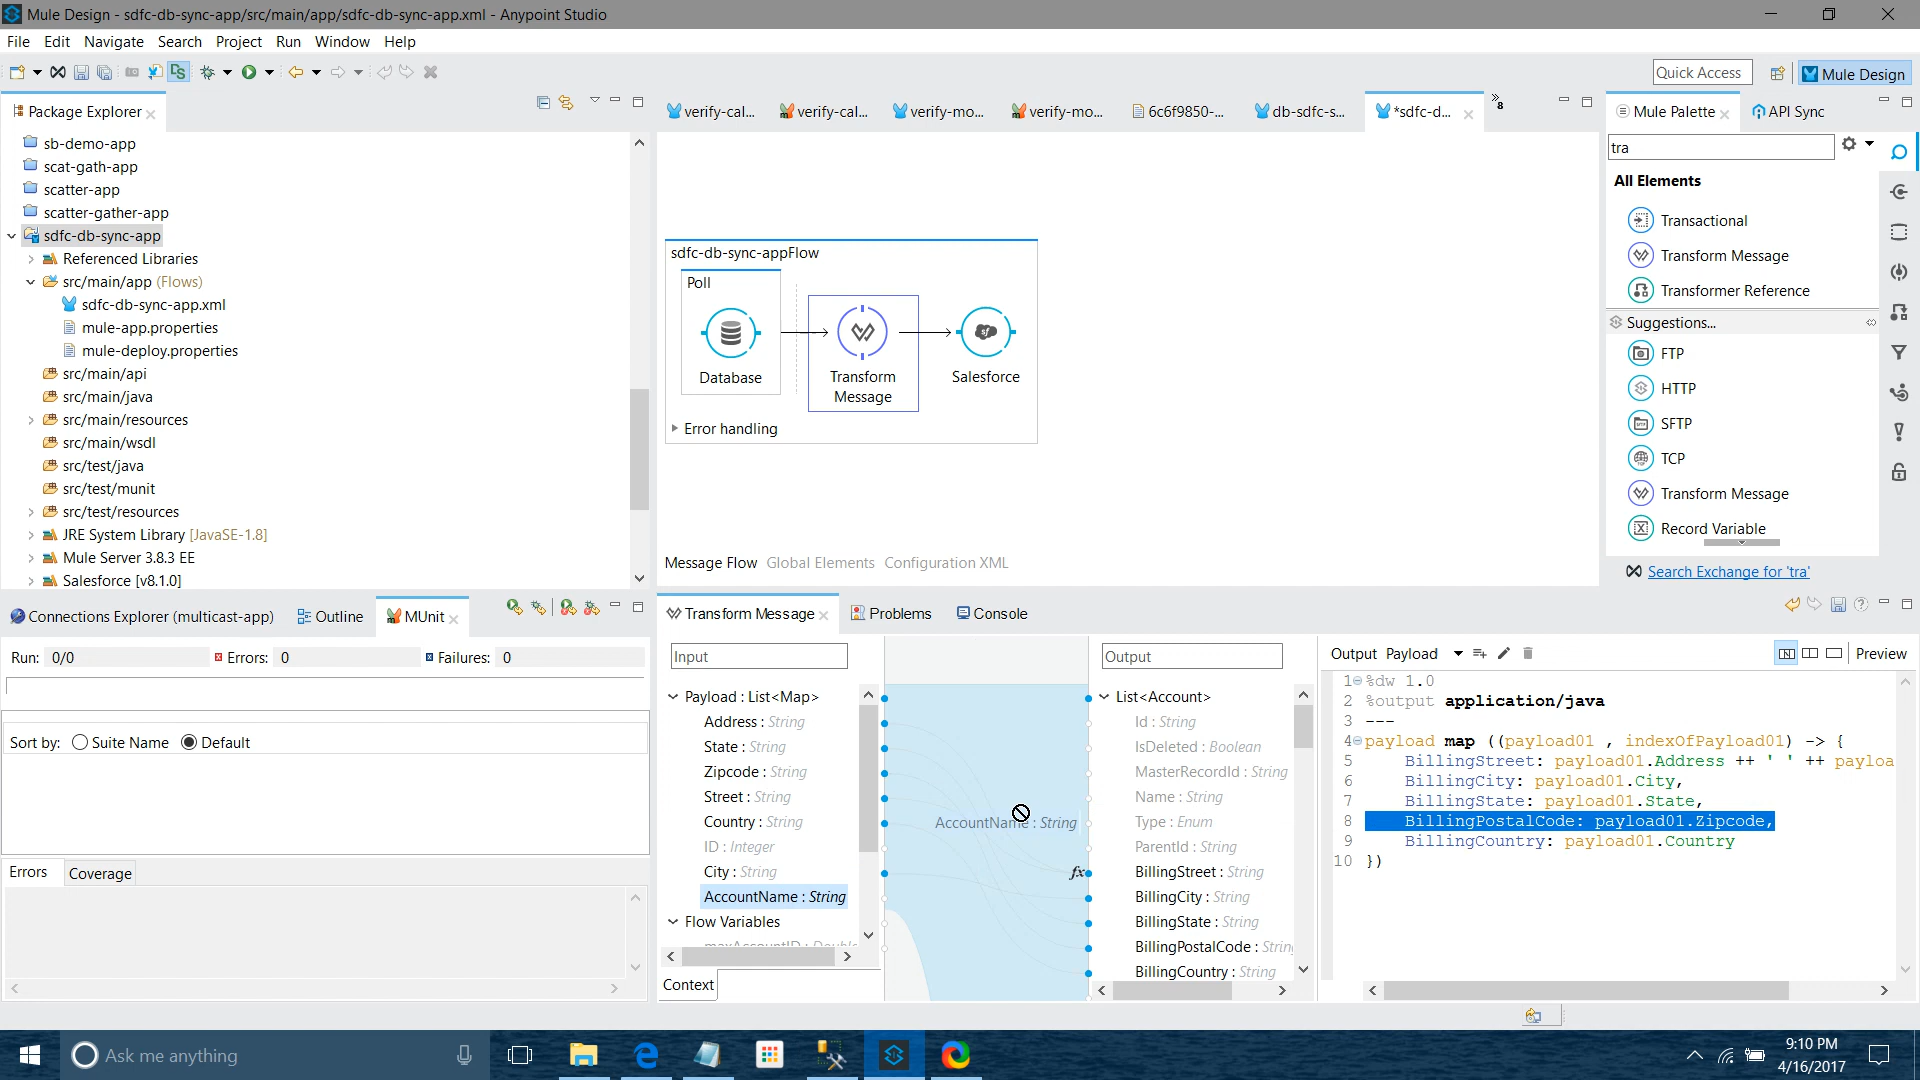 Mule Design - sdfc-db-sync-app/src/main/app/sdfc-db-sync-app.xml - Anypoint Studio
File Edit Navigate Search Project Run Window Help
Quick Access
Mule Design
Package Explorer
sb-demo-app
scat-gath-app
scatter-app
scatter-gather-app
sdfc-db-sync-app
Referenced Libraries
src/main/app (Flows)
sdfc-db-sync-app.xml
mule-app.properties
mule-deploy.properties
src/main/api
src/main/java
src/main/resources
src/main/wsdl
src/test/java
src/test/munit
src/test/resources
JRE System Library [JavaSE-1.8]
Mule Server 3.8.3 EE
Salesforce [v8.1.0]
verify-cal... verify-cal... verify-mo... verify-mo... 6c6f9850-... db-sdfc-s... *sdfc-d... »8
sdfc-db-sync-appFlow
Poll
Database
Transform
Message
Salesforce
Error handling
Message Flow Global Elements Configuration XML
Mule Palette
API Sync
tra
All Elements
Transactional
Transform Message
Transformer Reference
Suggestions...
FTP
HTTP
SFTP
TCP
Transform Message
Record Variable
Search Exchange for 'tra'
Connections Explorer (multicast-app) Outline MUnit
Run: 0/0 Errors: 0 Failures: 0
Sort by: Suite Name Default
Errors Coverage
Transform Message Problems Console
Input
Payload : List<Map>
Address : String
State : String
Zipcode : String
Street : String
Country : String
ID : Integer
City : String
AccountName : String
Flow Variables
Context
AccountName : String
fx
Output
List<Account>
Id : String
IsDeleted : Boolean
MasterRecordId : String
Name : String
Type : Enum
ParentId : String
BillingStreet : String
BillingCity : String
BillingState : String
BillingPostalCode : Strin
BillingCountry : String
Output Payload Preview
1 %dw 1.0
2 %output application/java
3 ---
4 payload map ((payload01 , indexOfPayload01) -> {
5 BillingStreet: payload01.Address ++ ' ' ++ payloa
6 BillingCity: payload01.City,
7 BillingState: payload01.State,
8 BillingPostalCode: payload01.Zipcode,
9 BillingCountry: payload01.Country
10 })
Ask me anything
9:10 PM
4/16/2017